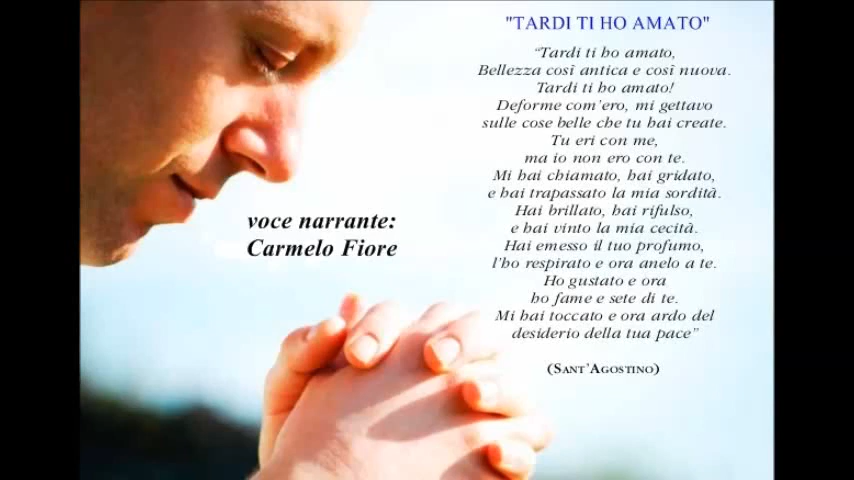 "TARDI TI HO AMATO"
“Tardi ti ho amato,
Bellezza così antica e così nuova.
Tardi ti ho amato!
Deforme com'ero, mi gettavo
sulle cose belle che tu hai create.
Tu eri con me,
ma io non ero con te.
Mi hai chiamato, hai gridato,
e hai trapassato la mia sordità.
Hai brillato, hai rifulso,
e hai vinto la mia cecità.
Hai emesso il tuo profumo,
l'ho respirato e ora anelo a te.
Ho gustato e ora
ho fame e sete di te.
Mi hai toccato e ora ardo del
desiderio della tua pace”
(SANT'AGOSTINO)
voce narrante:
Carmelo Fiore